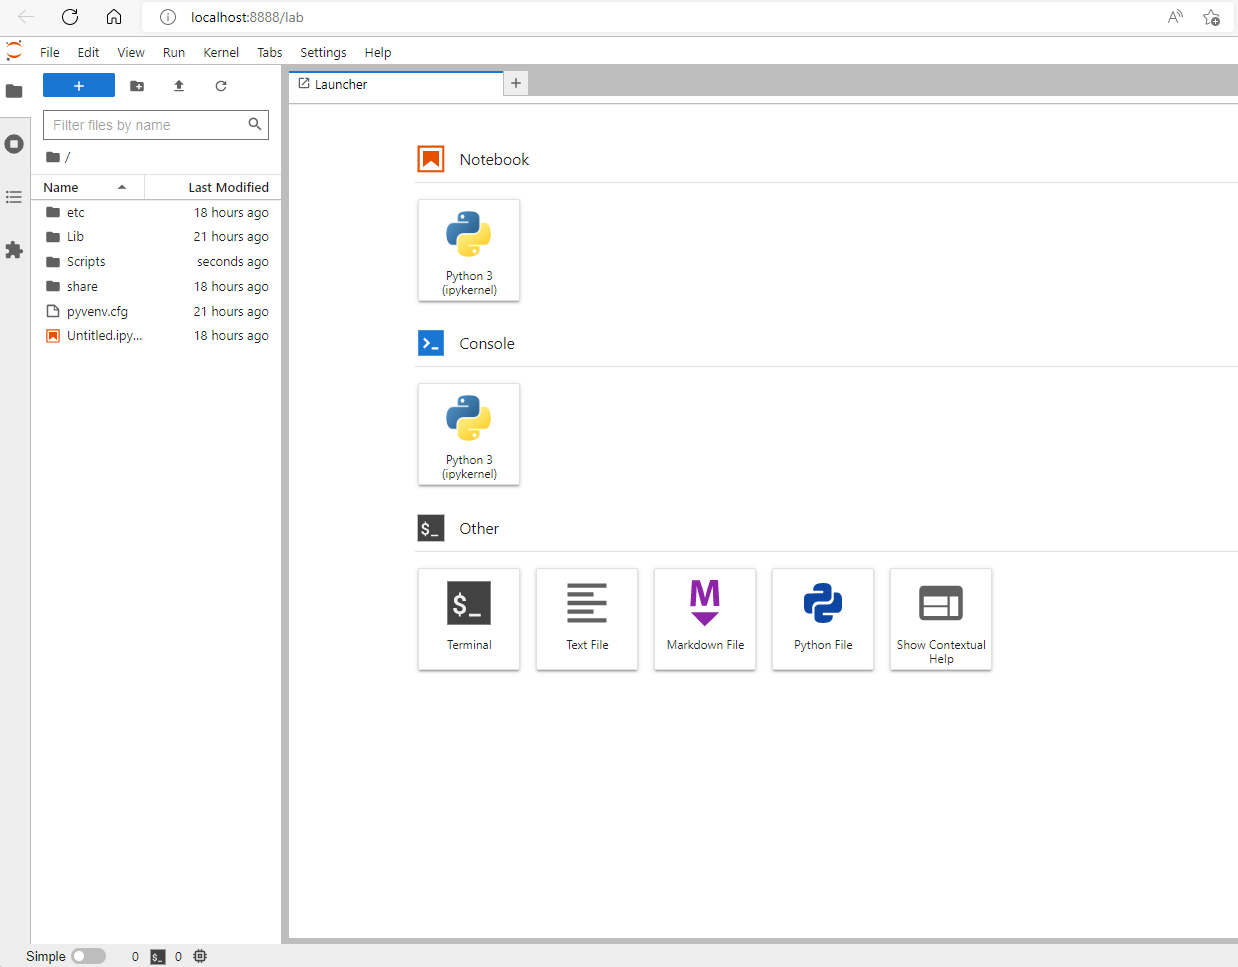 localhost:8888/lab
File Edit View Run Kernel Tabs Settings Help
+
Launcher +
Filter files by name
/
Name Last Modified
etc 18 hours ago
Lib 21 hours ago
Scripts seconds ago
share 18 hours ago
pyvenv.cfg 21 hours ago
Untitled.ipy... 18 hours ago
Notebook
Python 3
(ipykernel)
Console
Python 3
(ipykernel)
$_ Other
$_
Terminal
Text File
M
Markdown File
Python File
Show Contextual
Help
Simple 0 $_ 0